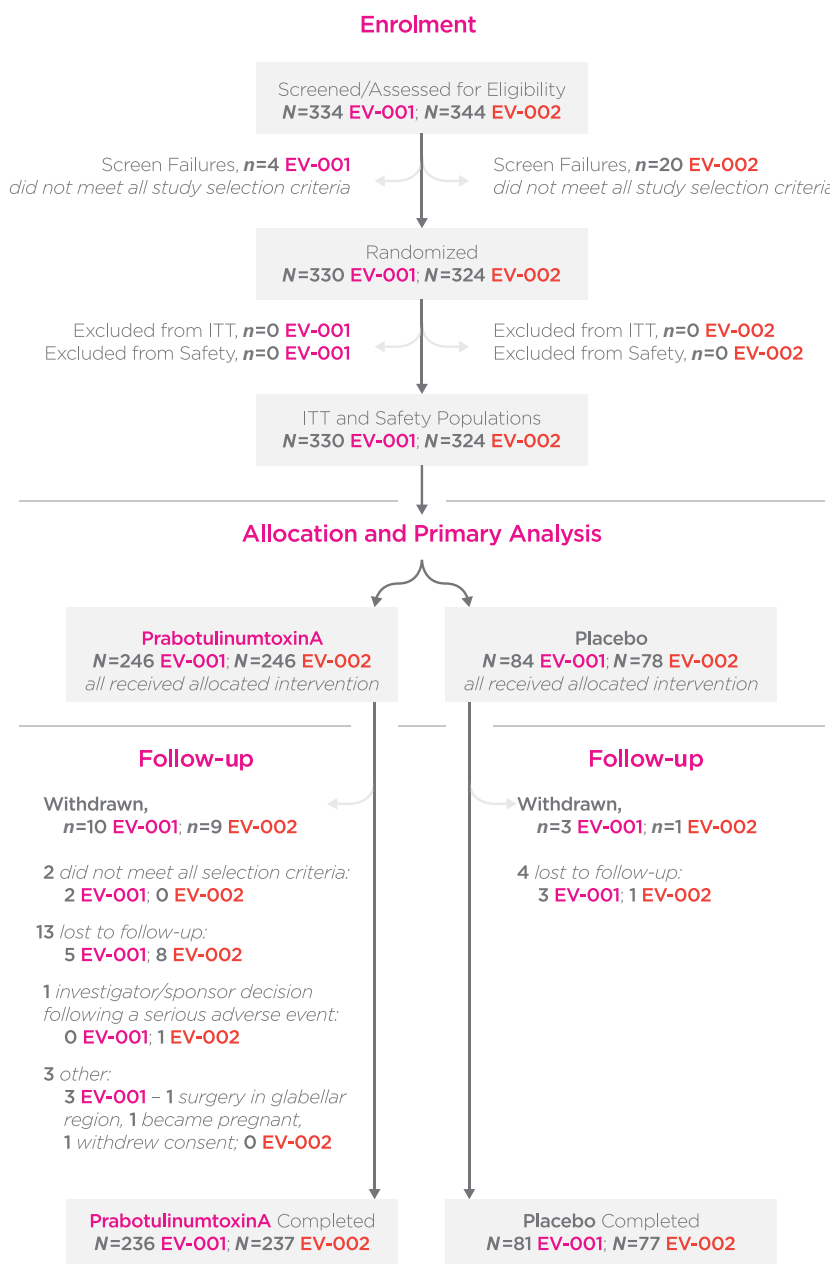 Enrolment
Screened/Assessed for Eligibility
N=334 EV-001; N=344 EV-002
Screen Failures, n=4 EV-001
did not meet all study selection criteria
Screen Failures, n=20 EV-002
did not meet all study selection criteria
Randomized
N=330 EV-001; N=324 EV-002
Excluded from ITT, n=0 EV-001
Excluded from Safety, n=0 EV-001
Excluded from ITT, n=0 EV-002
Excluded from Safety, n=0 EV-002
ITT and Safety Populations
N=330 EV-001; N=324 EV-002
Allocation and Primary Analysis
PrabotulinumtoxinA
N=246 EV-001; N=246 EV-002
all received allocated intervention
Placebo
N=84 EV-001; N=78 EV-002
all received allocated intervention
Follow-up
Withdrawn,
n=10 EV-001; n=9 EV-002
2 did not meet all selection criteria:
2 EV-001; 0 EV-002
13 lost to follow-up:
5 EV-001; 8 EV-002
1 investigator/sponsor decision
following a serious adverse event:
0 EV-001; 1 EV-002
3 other:
3 EV-001 – 1 surgery in glabellar
region, 1 became pregnant,
1 withdrew consent; 0 EV-002
Follow-up
Withdrawn,
n=3 EV-001; n=1 EV-002
4 lost to follow-up:
3 EV-001; 1 EV-002
PrabotulinumtoxinA Completed
N=236 EV-001; N=237 EV-002
Placebo Completed
N=81 EV-001; N=77 EV-002